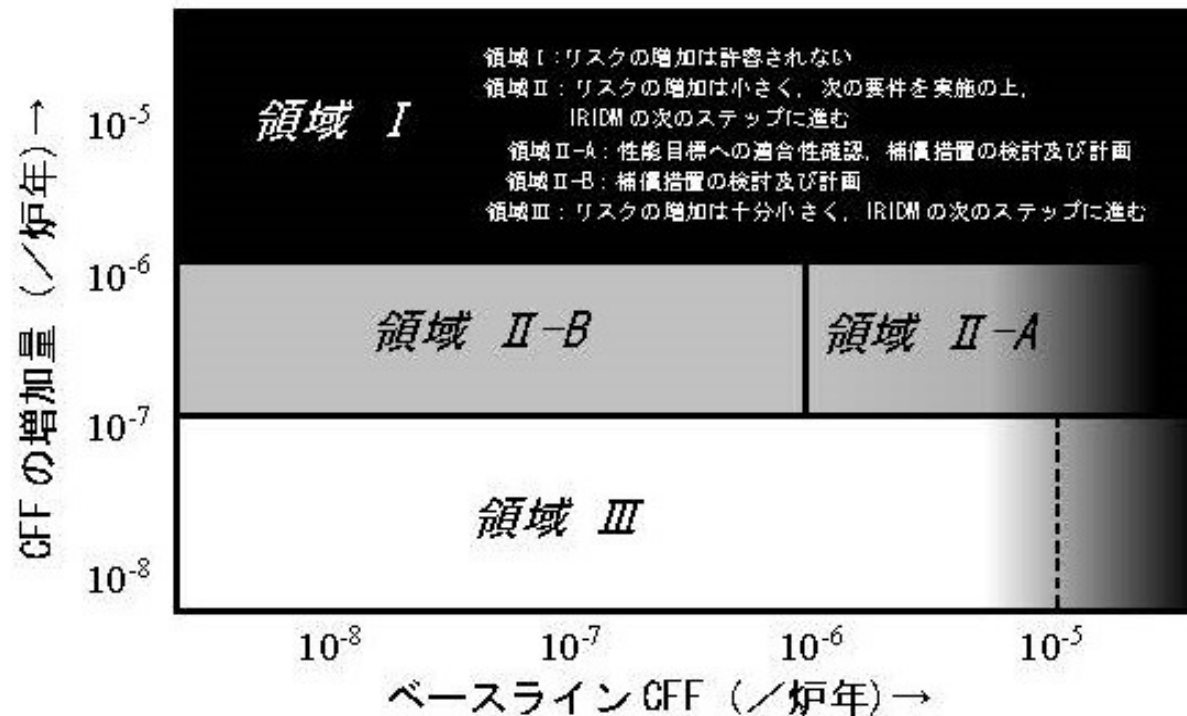 領域Ⅰ:リスクの増加は許容されない
領域Ⅱ:リスクの増加は小さく、次の要件を実施の上、
IRIDMの次のステップに進む
領域Ⅱ-A:性能目標への適合性確認、補償措置の検討及び計画
領域Ⅱ-B:補償措置の検討及び計画
領域Ⅲ:リスクの増加は十分小さく、IRIDMの次のステップに進む
領域 Ⅰ
領域 Ⅱ-B
領域 Ⅱ-A
領域 Ⅲ
CFFの増加量(/炉年)→
10⁻⁵
10⁻⁶
10⁻⁷
10⁻⁸
10⁻⁸ 10⁻⁷ 10⁻⁶ 10⁻⁵
ベースラインCFF(/炉年)→